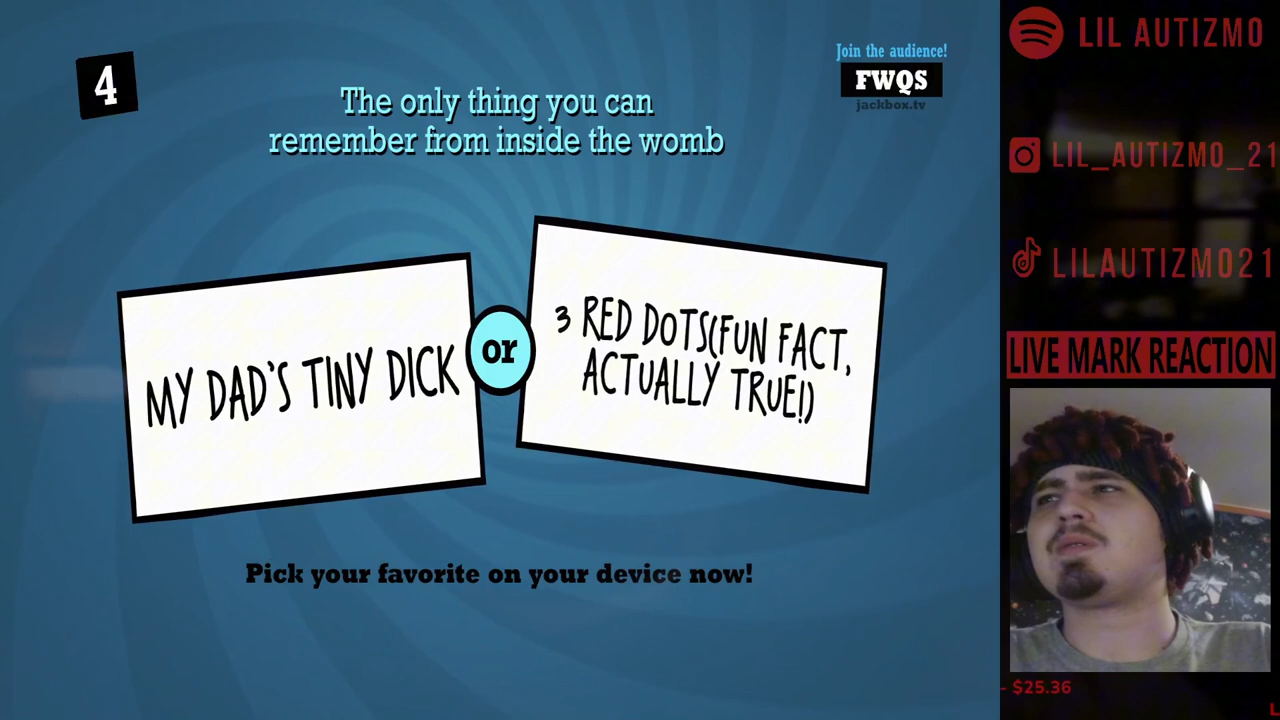 4
The only thing you can
remember from inside the womb
Join the audience!
FWQS
jackbox.tv
MY DAD'S TINY DICK
or
3 RED DOTS(FUN FACT,
ACTUALLY TRUE!)
Pick your favorite on your device now!
LIL AUTIZMO
LIL_AUTIZMO_21
LILAUTIZMO21
LIVE MARK REACTION
- $25.36
L